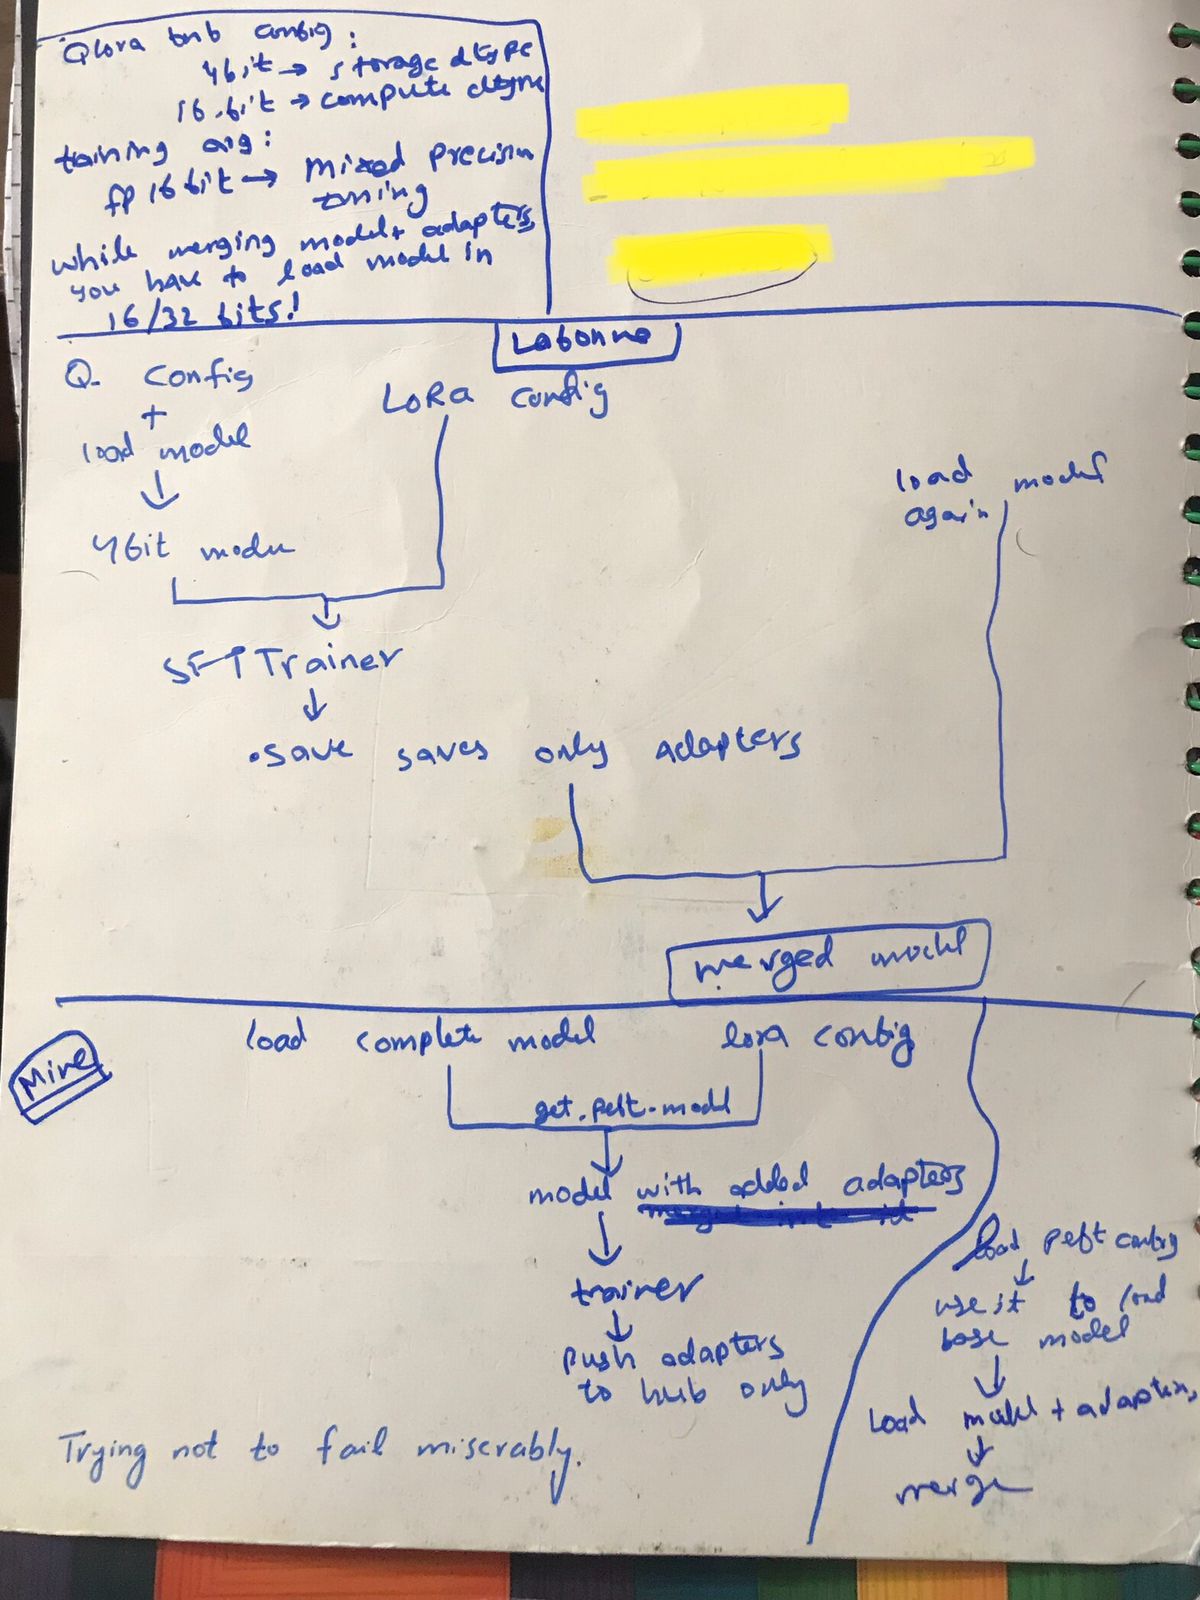 Qlora bnb config:
4bit → storage dtype
16.bit → compute dtype
training arg:
fp 16 bit → Mixed Precision
while merging model + adapters,
you have to load model in
16/32 bits!
Labonne
Q. Config
+
load model
↓
4bit
LoRa config
SFTTrainer
↓
.save saves only adapters
load model
again
merged model
Mine
load complete model
lora config
get.peft.model
model with added adapters
↓
trainer
↓
push adapters
to hub only
Trying not to fail miserably.
load peft config
↓
use it to load
base model
↓
Load model + adapters,
↓
merge